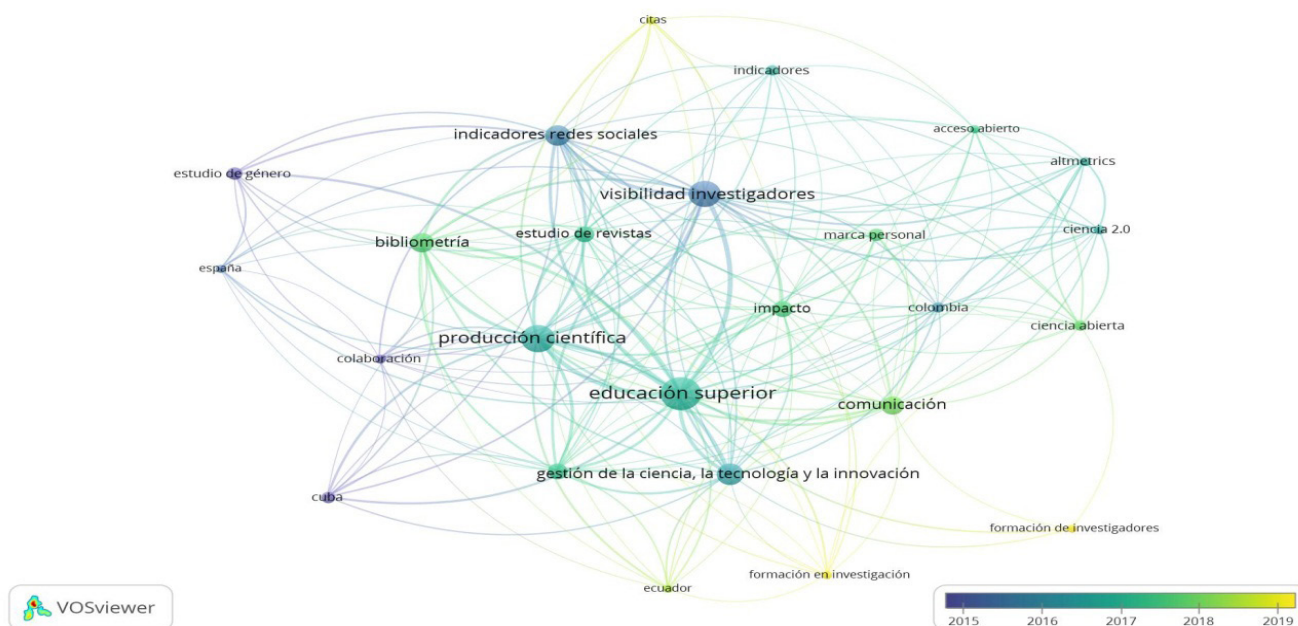 citas
indicadores
indicadores redes sociales
acceso abierto
altmetrics
estudio de género
visibilidad investigadores
ciencia 2.0
estudio de revistas
marca personal
bibliometría
españa
impacto
colombia
ciencia abierta
producción científica
colaboración
educación superior
comunicación
gestión de la ciencia, la tecnología y la innovación
cuba
formación de investigadores
formación en investigación
ecuador
VOSviewer
2015 2016 2017 2018 2019